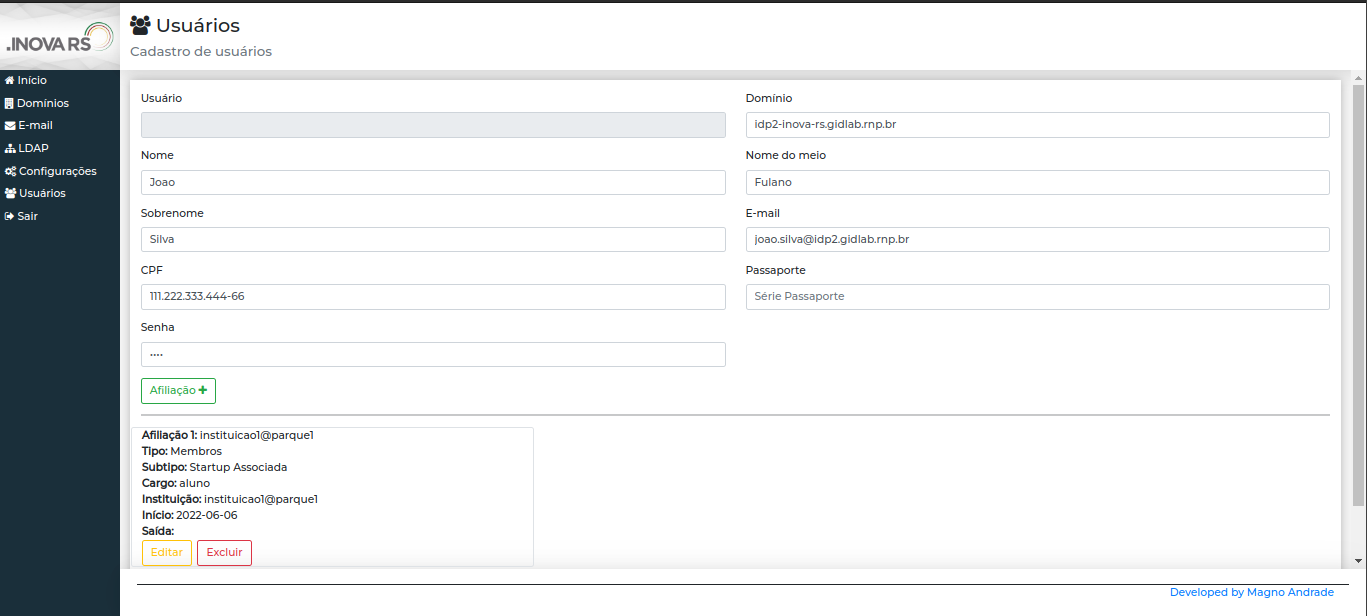 .INOVA RS
Usuários
Cadastro de usuários
Início
Domínios
E-mail
LDAP
Configurações
Usuários
Sair
Usuário
Domínio
idp2-inova-rs.gidlab.rnp.br
Nome
Nome do meio
Joao
Fulano
Sobrenome
E-mail
Silva
joao.silva@idp2.gidlab.rnp.br
CPF
Passaporte
111.222.333.444-66
Série Passaporte
Senha
····
Afiliação +
Afiliação 1: instituicao1@parque1
Tipo: Membros
Subtipo: Startup Associada
Cargo: aluno
Instituição: instituicao1@parque1
Início: 2022-06-06
Saída:
Editar Excluir
Developed by Magno Andrade